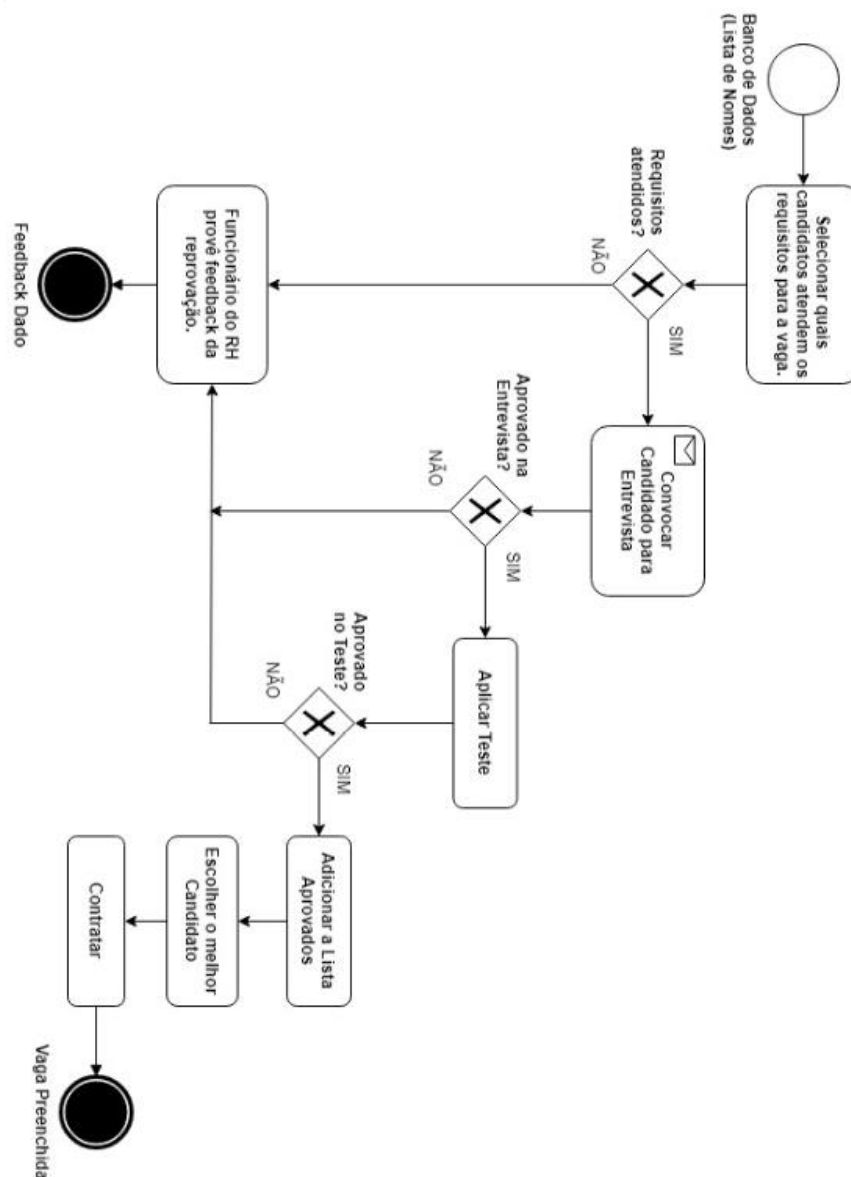 Banco de Dados
(Lista de Nomes)
Selecionar quais
candidatos atendem os
requisitos para a vaga.
Requisitos
atendidos?
NÃO
SIM
Convocar
Candidado para
Entrevista
Aprovado na
Entrevista?
NÃO
SIM
Aplicar Teste
Aprovado
no Teste?
NÃO
SIM
Adicionar a Lista
Aprovados
Escolher o melhor
Candidato
Contratar
Vaga Preenchida
Funcionário do RH
provê feedback da
reprovação.
Feedback Dado